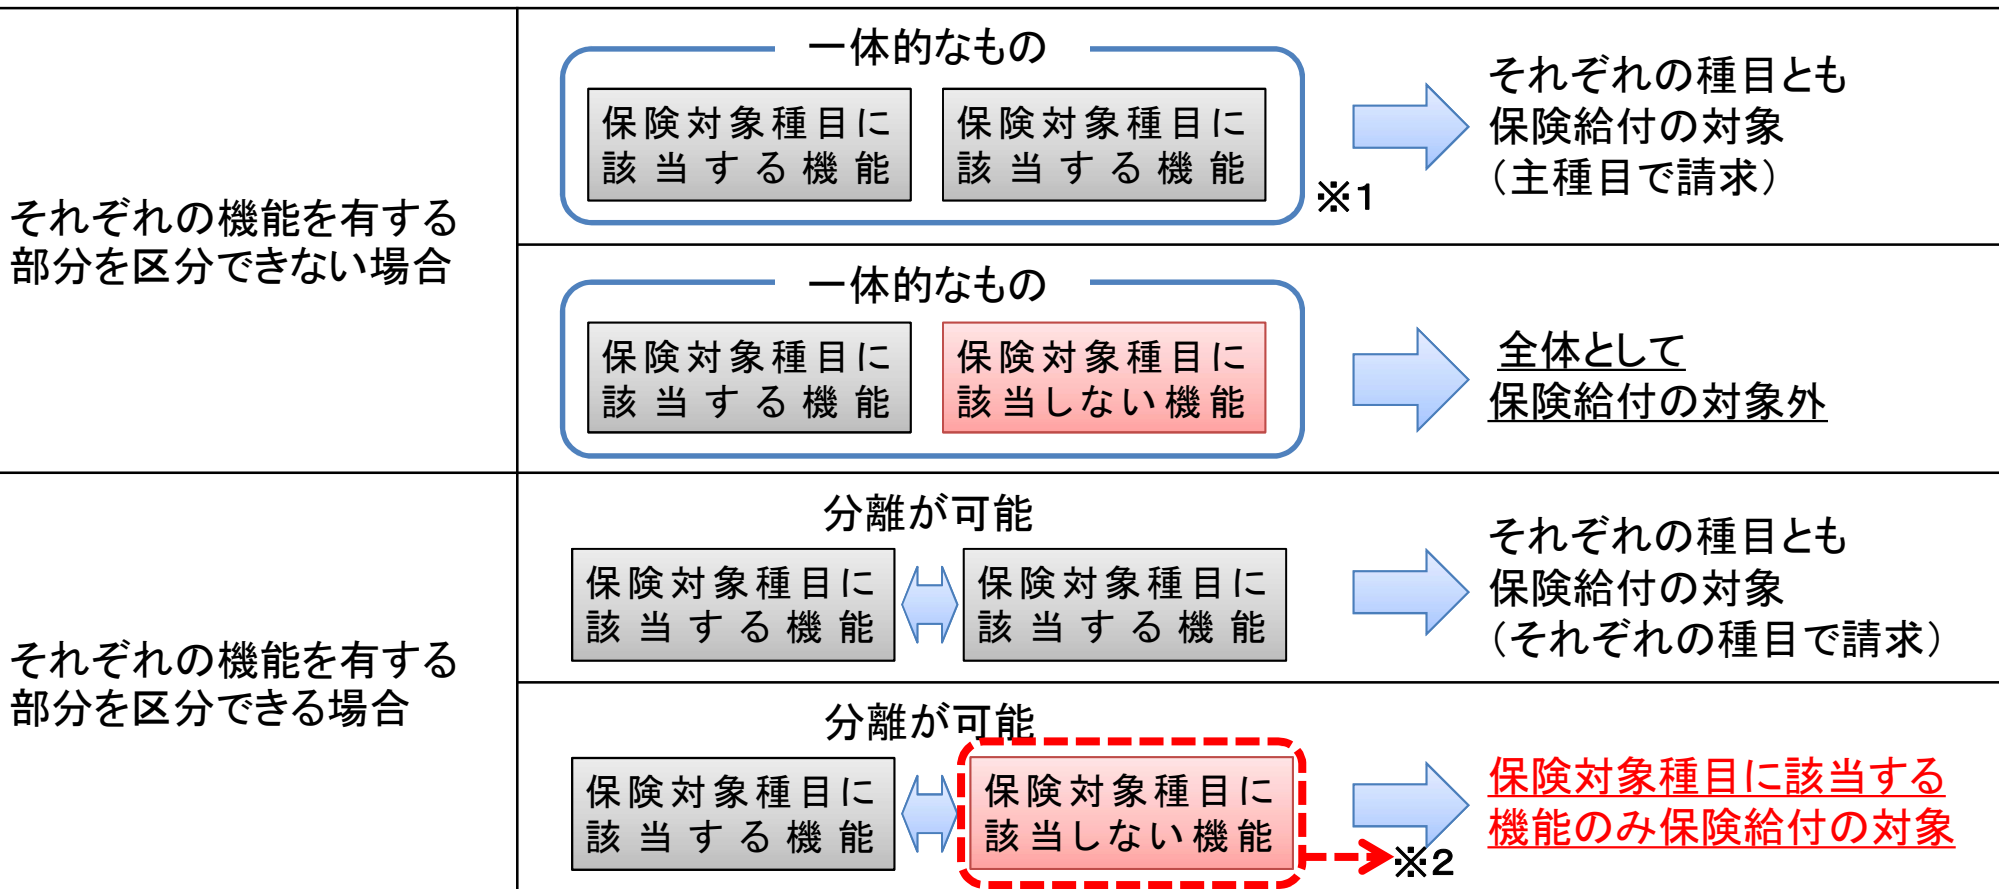 それぞれの機能を有する
部分を区分できない場合
一体的なもの
保険対象種目に
該当する機能
保険対象種目に
該当する機能
※1
それぞれの種目とも
保険給付の対象
（主種目で請求）
一体的なもの
保険対象種目に
該当する機能
保険対象種目に
該当しない機能
全体として
保険給付の対象外
それぞれの機能を有する
部分を区分できる場合
分離が可能
保険対象種目に
該当する機能
保険対象種目に
該当する機能
それぞれの種目とも
保険給付の対象
（それぞれの種目で請求）
分離が可能
保険対象種目に
該当する機能
保険対象種目に
該当しない機能
※2
保険対象種目に該当する
機能のみ保険給付の対象